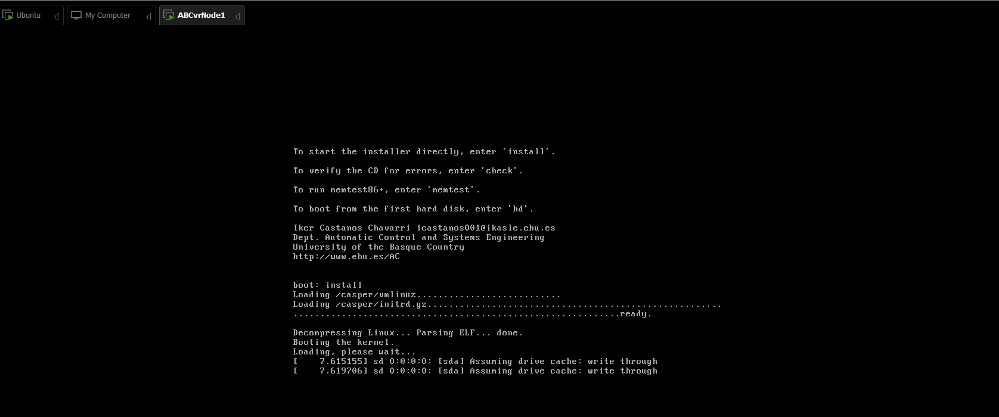 Ubuntu
My Computer
ABCvrNode1
To start the installer directly, enter 'install'.
To verify the CD for errors, enter 'check'.
To run memtest86+, enter 'memtest'.
To boot from the first hard disk, enter 'hd'.
Iker Castanos Chavarri icastanos001@ikasle.ehu.es
Dept. Automatic Control and Systems Engineering
University of the Basque Country
http://www.ehu.es/AC
boot: install
Loading /casper/vmlinuz...........................
Loading /casper/initrd.gz.......................................................
.............................................................ready.
Decompressing Linux... Parsing ELF... done.
Booting the kernel.
Loading, please wait...
[    7.615155] sd 0:0:0:0: [sda] Assuming drive cache: write through
[    7.619706] sd 0:0:0:0: [sda] Assuming drive cache: write through